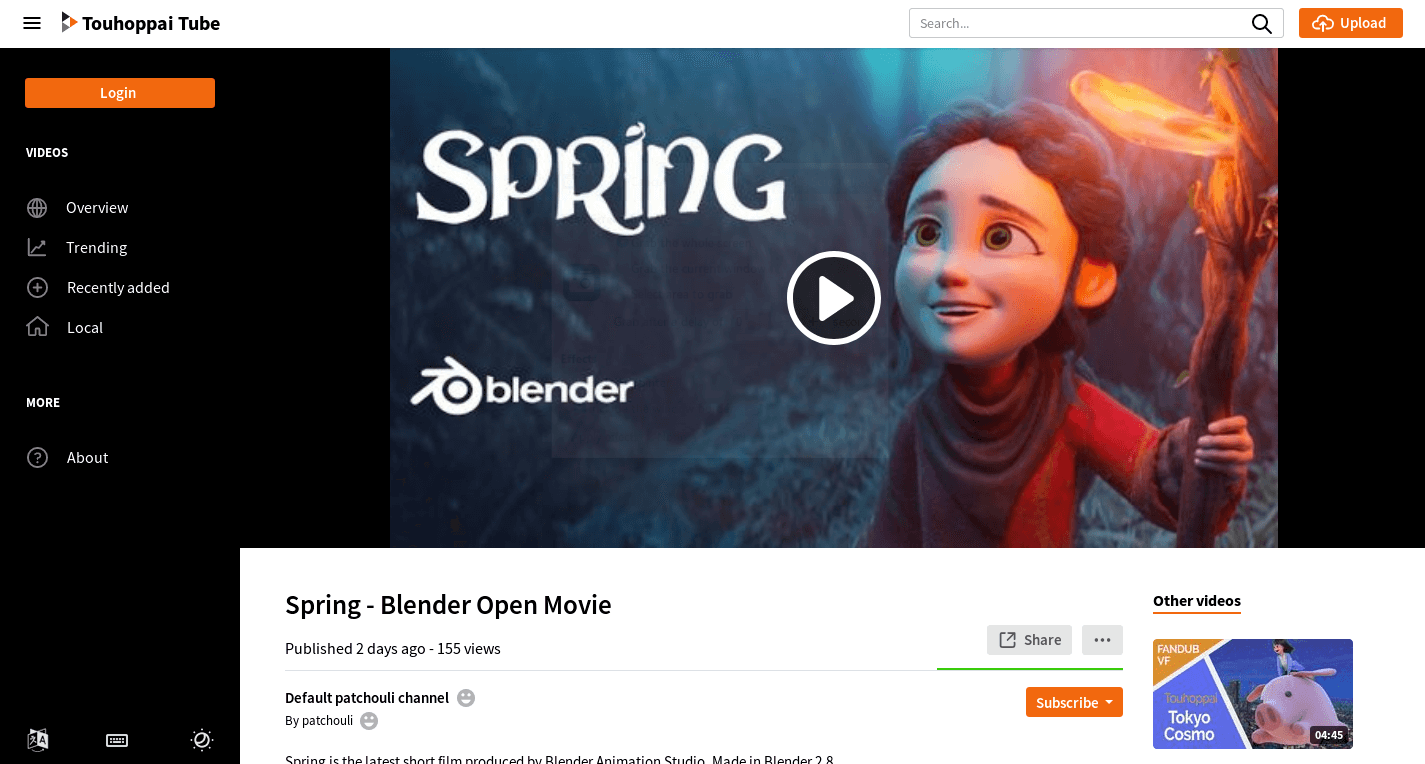 Touhoppai Tube
Search...
Upload
Login
VIDEOS
Overview
Trending
Recently added
Local
MORE
About
SPRING
blender
Spring - Blender Open Movie
Published 2 days ago - 155 views
Share
Default patchouli channel
By patchouli
Subscribe
Spring is the latest short film produced by Blender Animation Studio. Made in Blender 2.8
Other videos
FANDUB
VF
Touhoppai
Tokyo
Cosmo
04:45